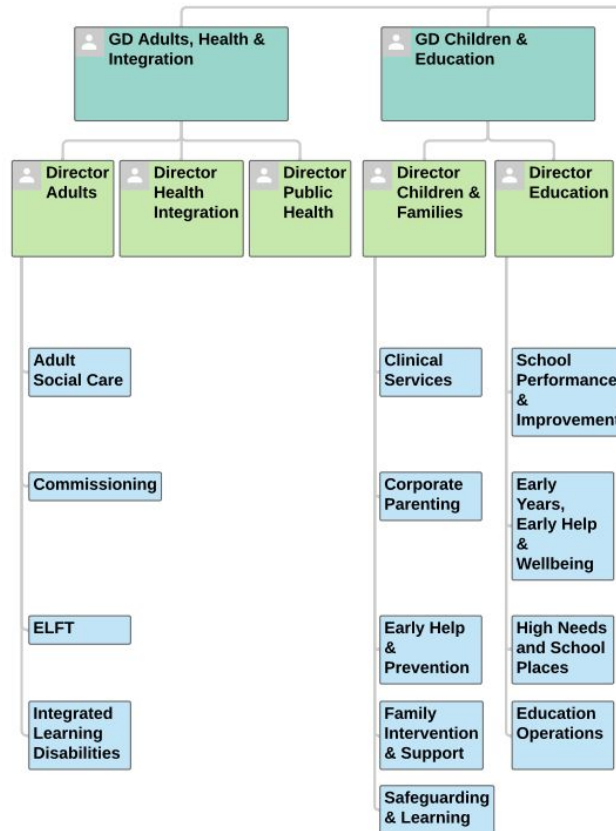 GD Adults, Health &
Integration
GD Children &
Education
Director
Adults
Director
Health
Integration
Director
Public
Health
Director
Children &
Families
Director
Education
Adult
Social Care
Commissioning
ELFT
Integrated
Learning
Disabilities
Clinical
Services
Corporate
Parenting
Early Help
&
Prevention
Family
Intervention
& Support
Safeguarding
& Learning
School
Performance
&
Improvement
Early
Years,
Early Help
&
Wellbeing
High Needs
and School
Places
Education
Operations